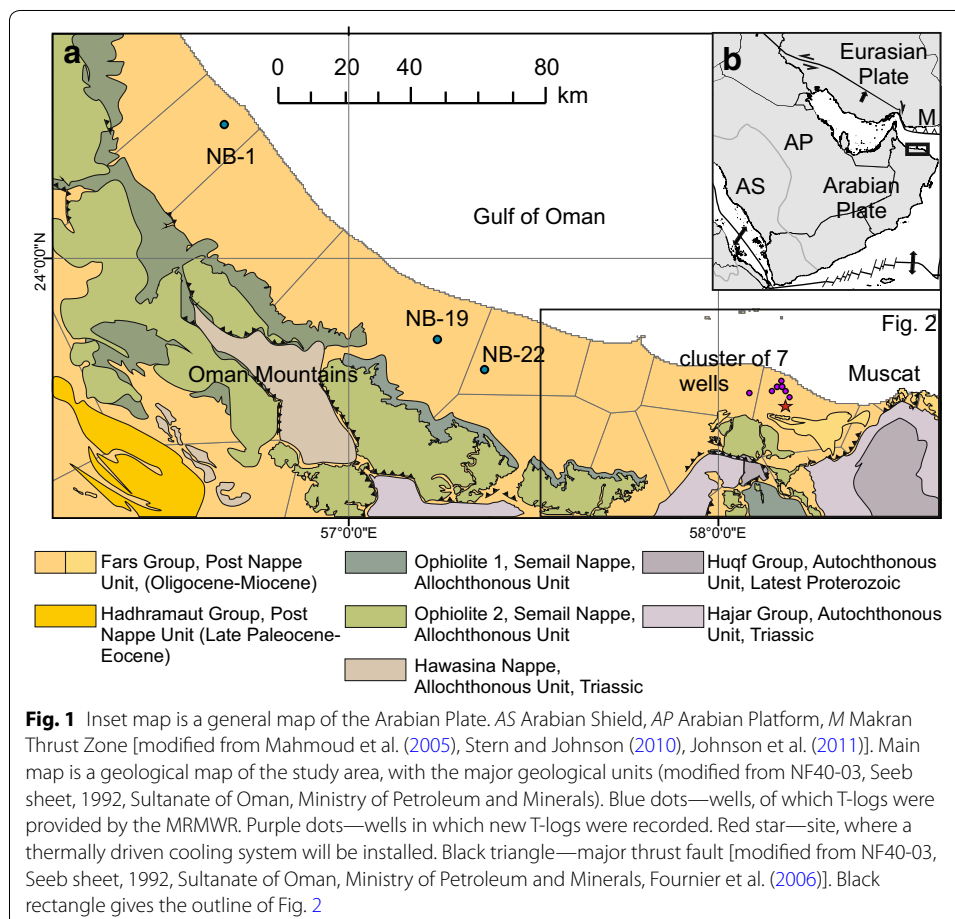 a
0 20 40 80
km
NB-1
Gulf of Oman
24°0'0"N
NB-19
NB-22
Oman Mountains
cluster of 7
wells
Fig. 2
Muscat
57°0'0"E
58°0'0"E
b
Eurasian
Plate
M
AP
AS
Arabian
Plate
Fars Group, Post Nappe
Unit, (Oligocene-Miocene)
Hadhramaut Group, Post
Nappe Unit (Late Paleocene-
Eocene)
Ophiolite 1, Semail Nappe,
Allochthonous Unit
Ophiolite 2, Semail Nappe,
Allochthonous Unit
Hawasina Nappe,
Allochthonous Unit, Triassic
Huqf Group, Autochthonous
Unit, Latest Proterozoic
Hajar Group, Autochthonous
Unit, Triassic
Fig. 1 Inset map is a general map of the Arabian Plate. AS Arabian Shield, AP Arabian Platform, M Makran
Thrust Zone [modified from Mahmoud et al. (2005), Stern and Johnson (2010), Johnson et al. (2011)]. Main
map is a geological map of the study area, with the major geological units (modified from NF40-03, Seeb
sheet, 1992, Sultanate of Oman, Ministry of Petroleum and Minerals). Blue dots—wells, of which T-logs were
provided by the MRMWR. Purple dots—wells in which new T-logs were recorded. Red star—site, where a
thermally driven cooling system will be installed. Black triangle—major thrust fault [modified from NF40-03,
Seeb sheet, 1992, Sultanate of Oman, Ministry of Petroleum and Minerals, Fournier et al. (2006)]. Black
rectangle gives the outline of Fig. 2